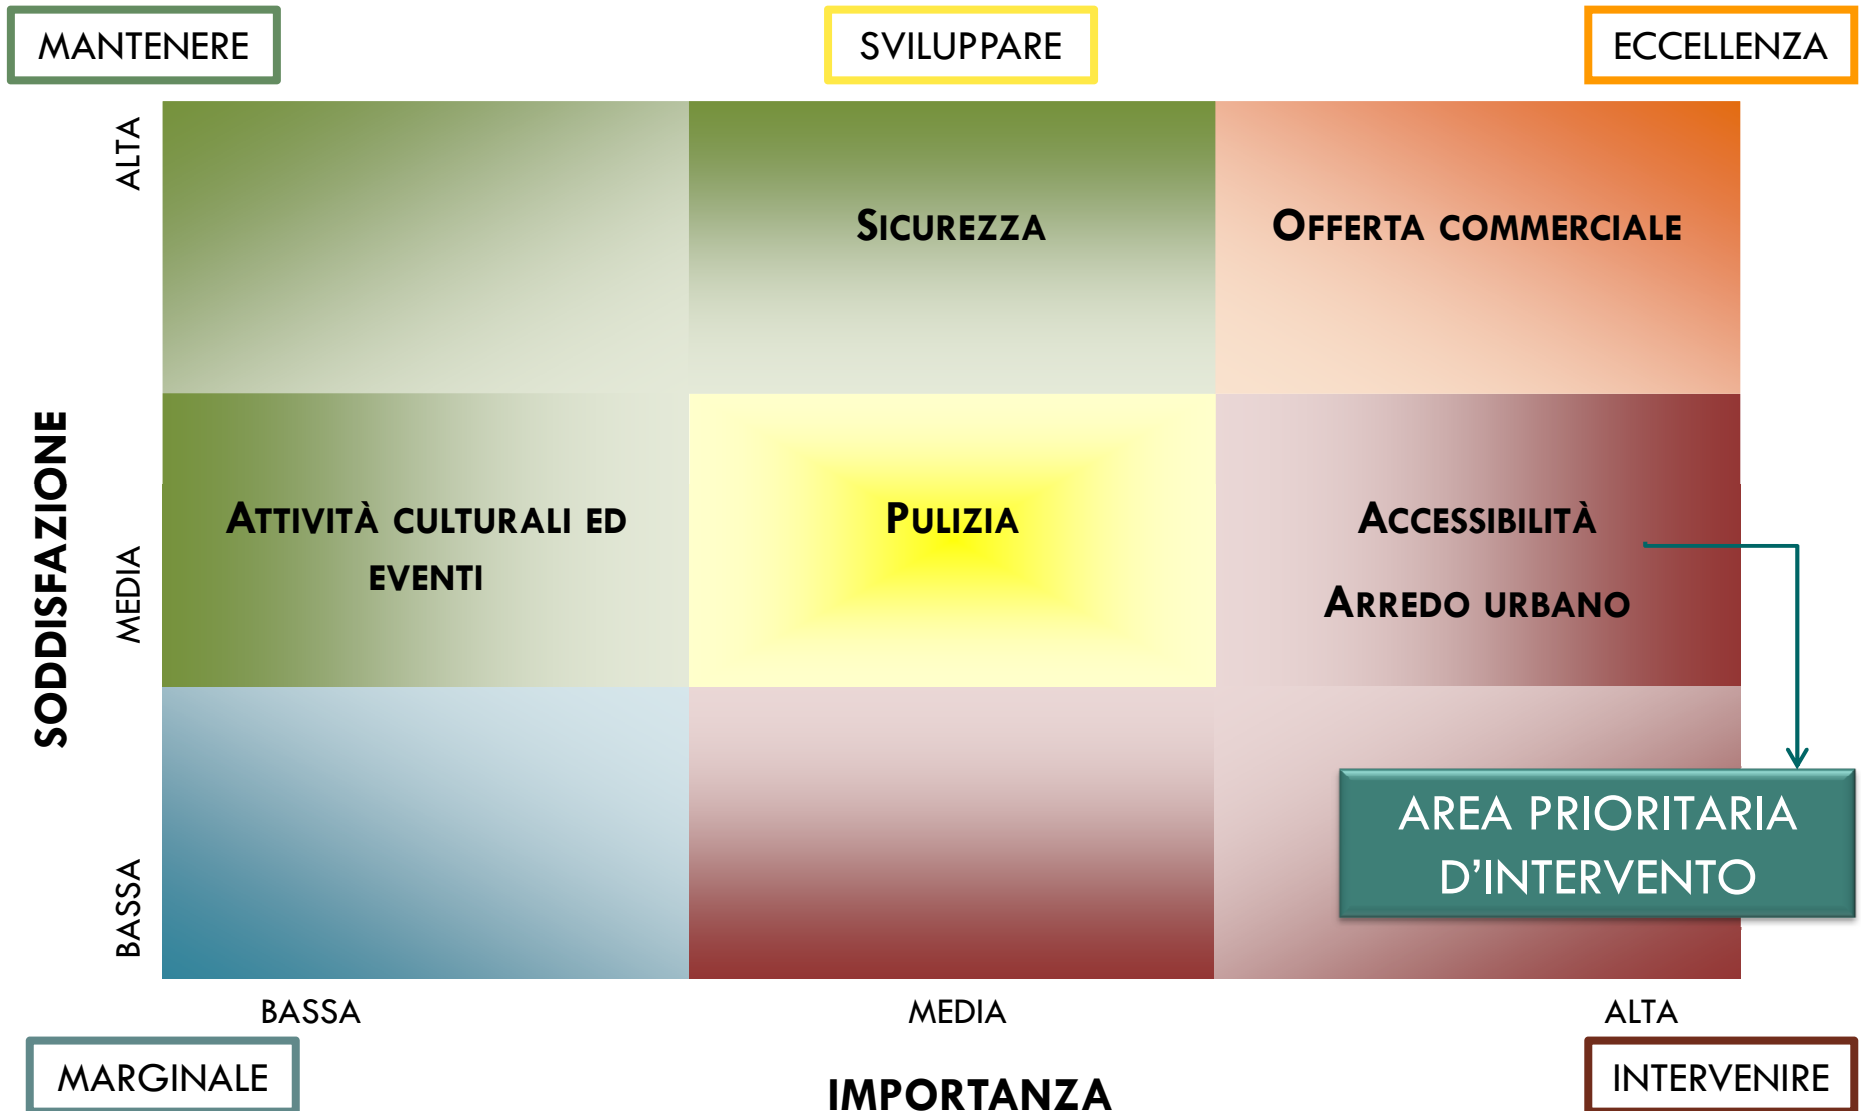 MANTENERE
SVILUPPARE
ECCELLENZA
ALTA
SICUREZZA
OFFERTA COMMERCIALE
SODDISFAZIONE
MEDIA
ATTIVITÀ CULTURALI ED
EVENTI
PULIZIA
ACCESSIBILITÀ
ARREDO URBANO
BASSA
AREA PRIORITARIA
D’INTERVENTO
BASSA
MEDIA
ALTA
MARGINALE
IMPORTANZA
INTERVENIRE